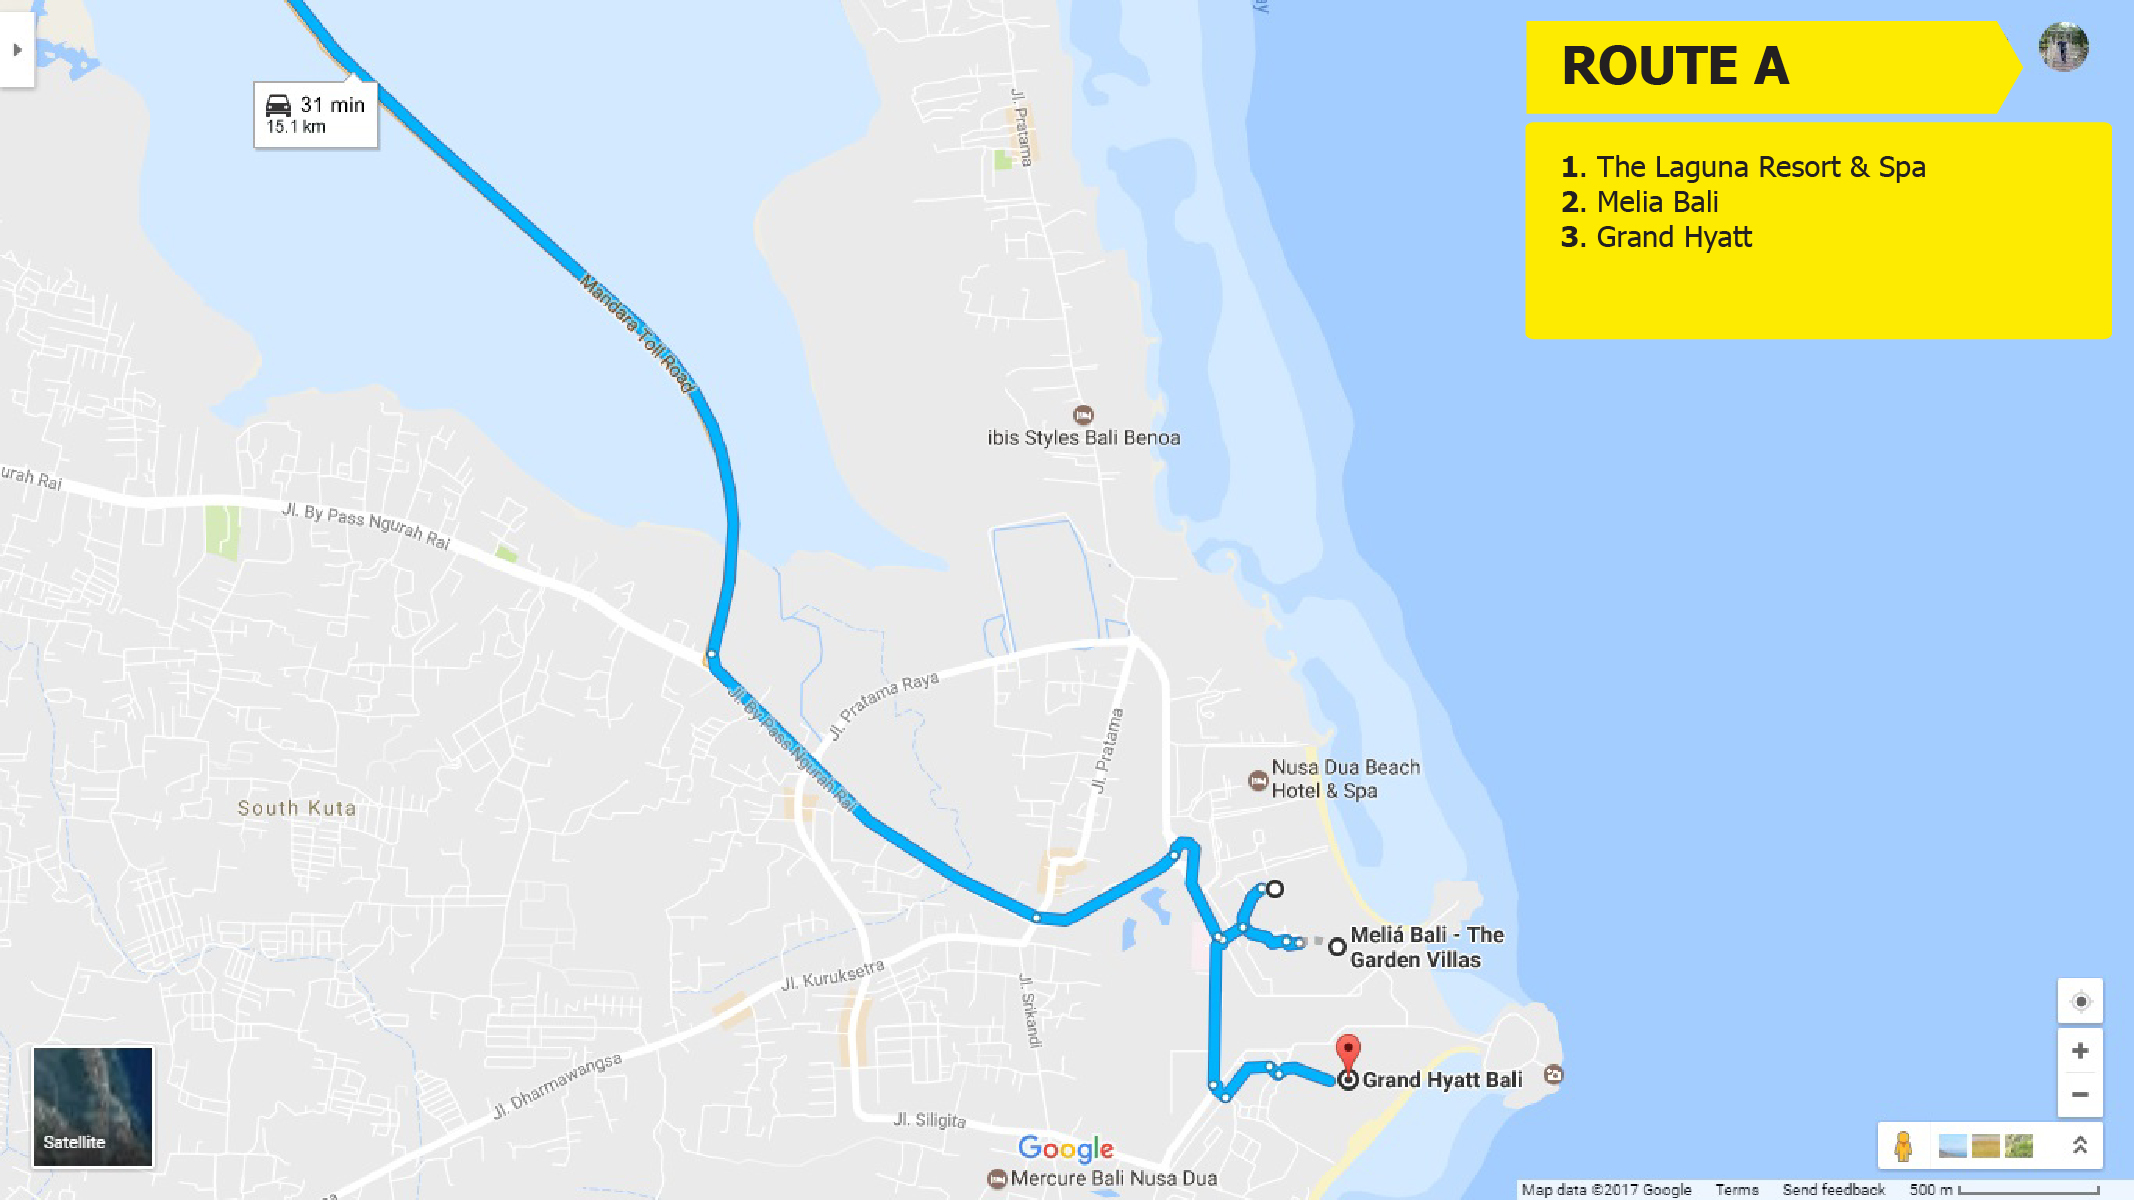 ROUTE A
1. The Laguna Resort & Spa
2. Melia Bali
3. Grand Hyatt
31 min
15.1 km
Jl. Pratama
Mandara Toll Road
ibis Styles Bali Benoa
urah Rai
Jl. By Pass Ngurah Rai
Jl. Pratama Raya
Jl. By Pass Ngurah Rai
Jl. Pratama
Nusa Dua Beach
Hotel & Spa
South Kuta
Meliá Bali - The
Garden Villas
Jl. Kuruksetra
Jl. Srikandi
Jl. Dharmawangsa
Grand Hyatt Bali
Jl. Siligita
Satellite
Google
Mercure Bali Nusa Dua
Map data ©2017 Google Terms Send feedback 500 m